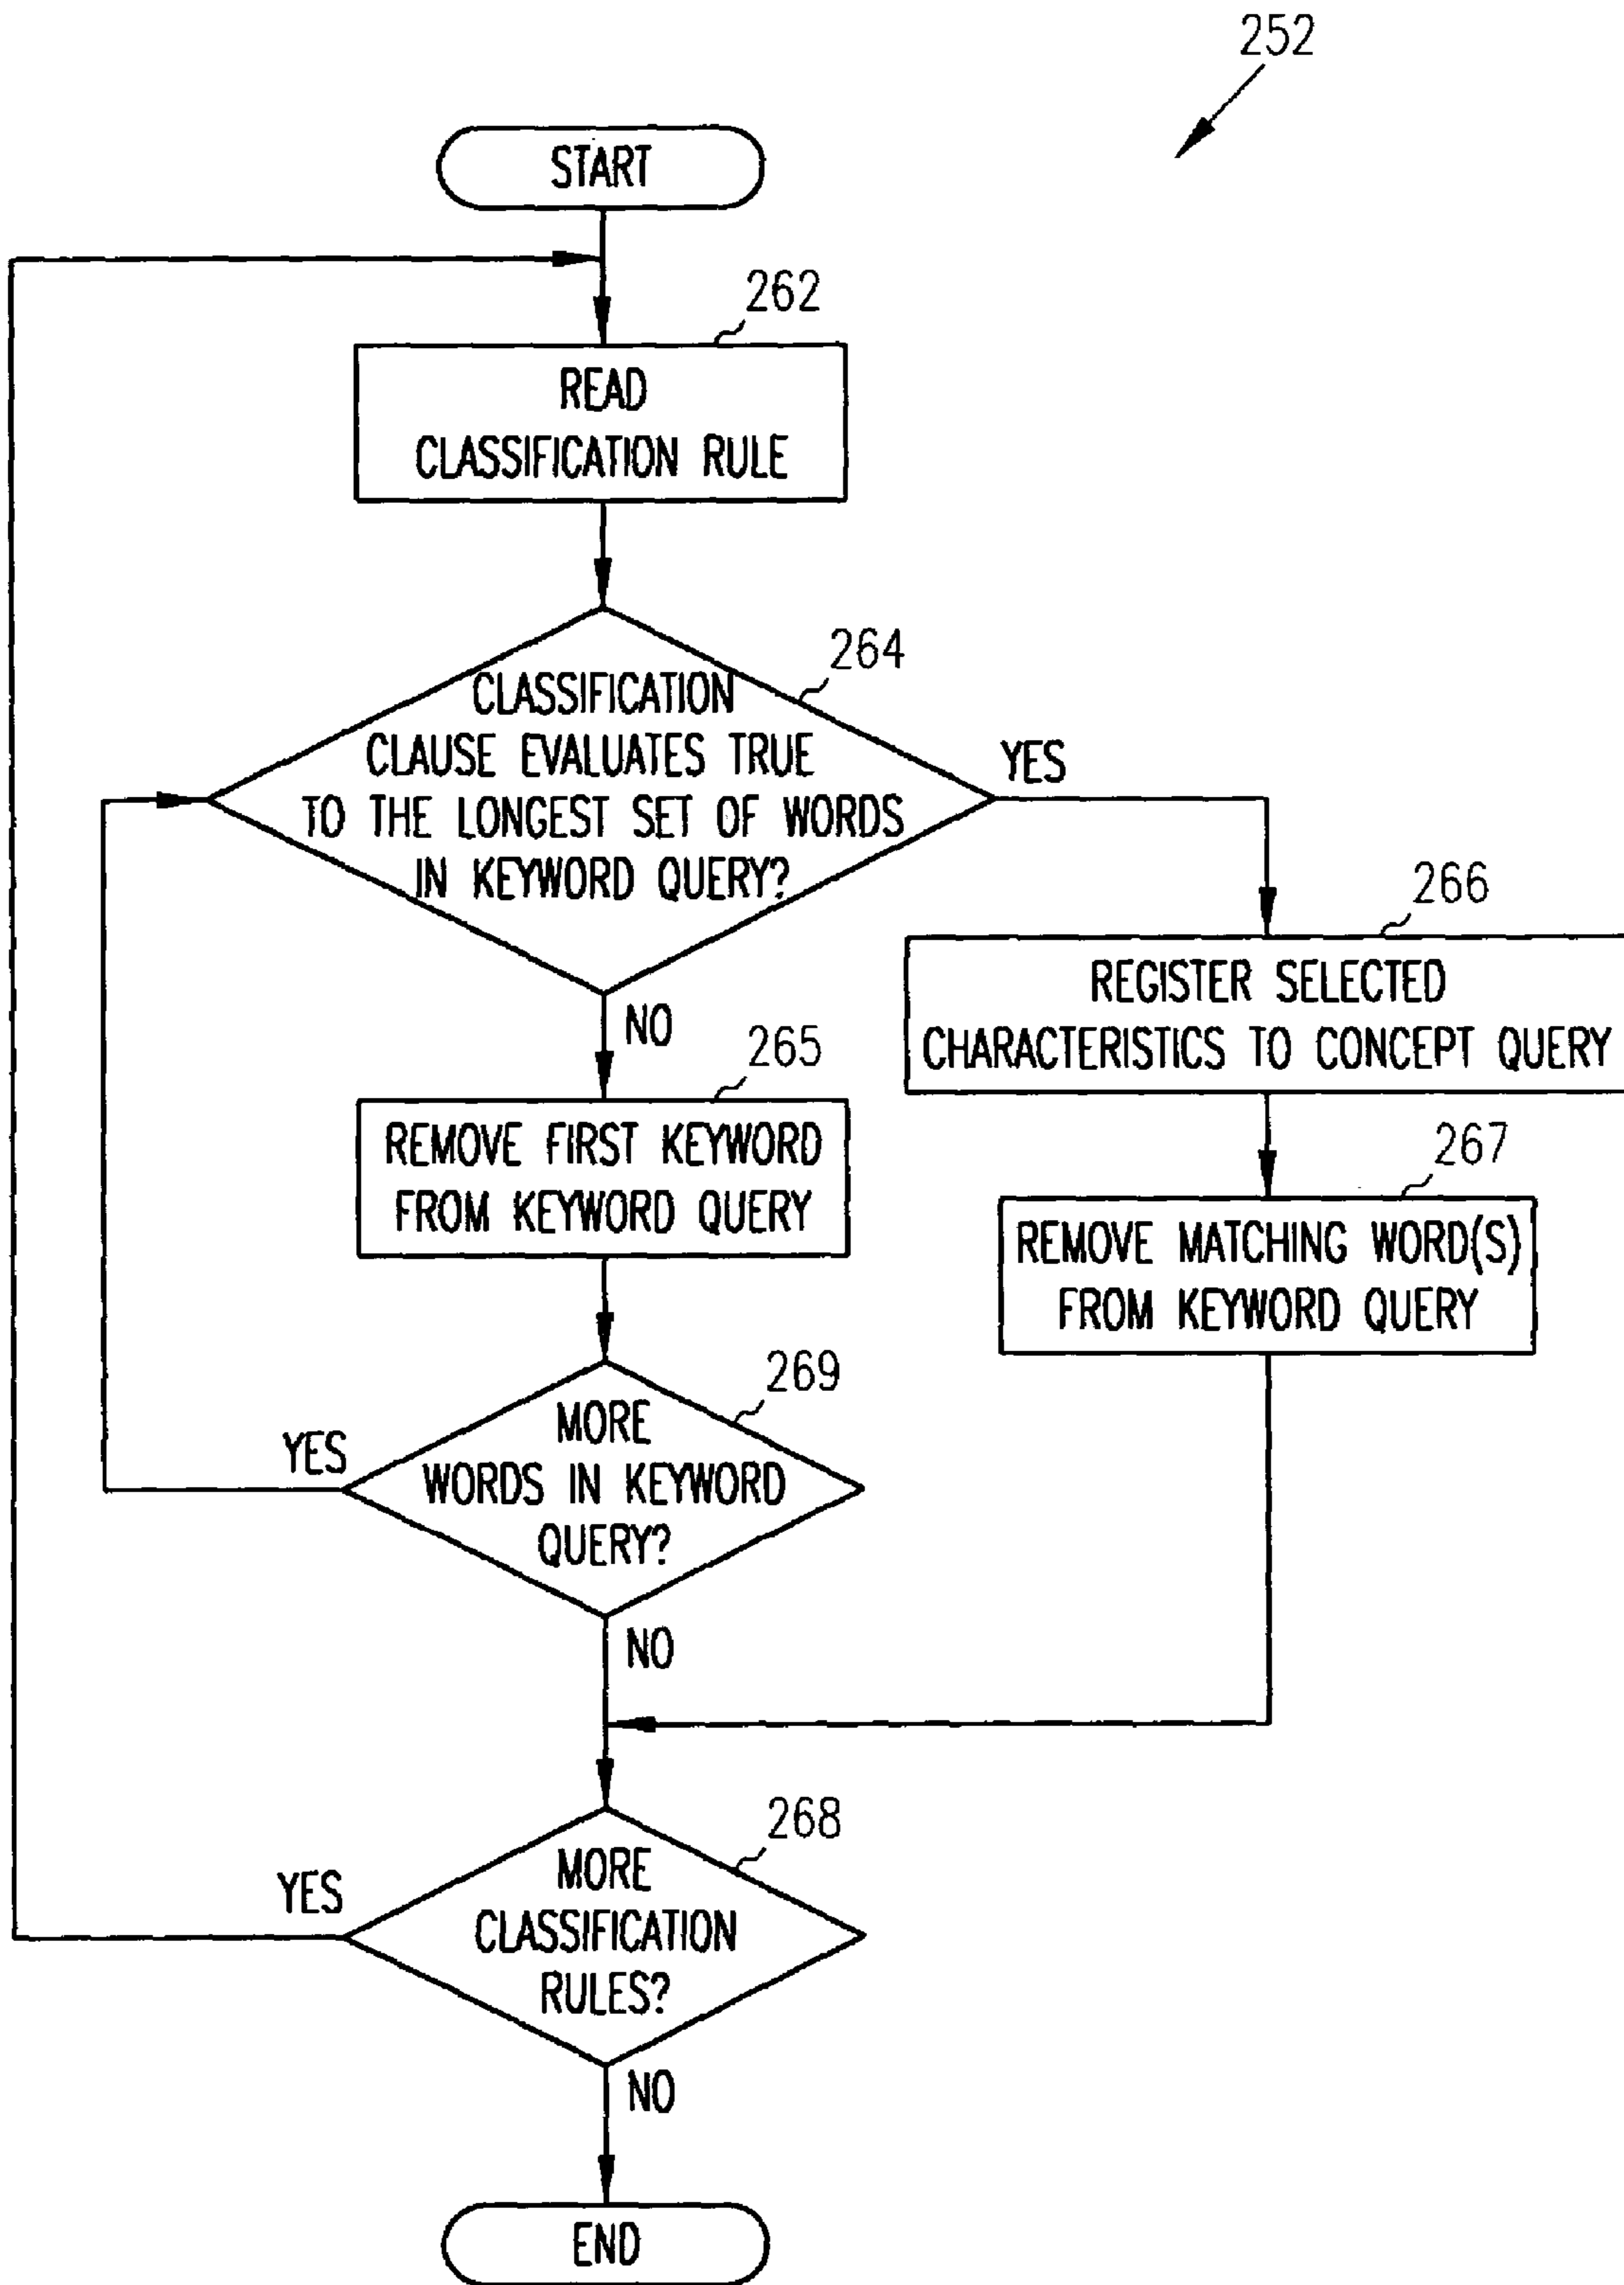 252
START
262
READ
CLASSIFICATION RULE
264
CLASSIFICATION
CLAUSE EVALUATES TRUE
TO THE LONGEST SET OF WORDS
IN KEYWORD QUERY?
YES
NO
266
REGISTER SELECTED
CHARACTERISTICS TO CONCEPT QUERY
265
REMOVE FIRST KEYWORD
FROM KEYWORD QUERY
267
REMOVE MATCHING WORD(S)
FROM KEYWORD QUERY
269
MORE
WORDS IN KEYWORD
QUERY?
YES
NO
268
MORE
CLASSIFICATION
RULES?
YES
NO
END